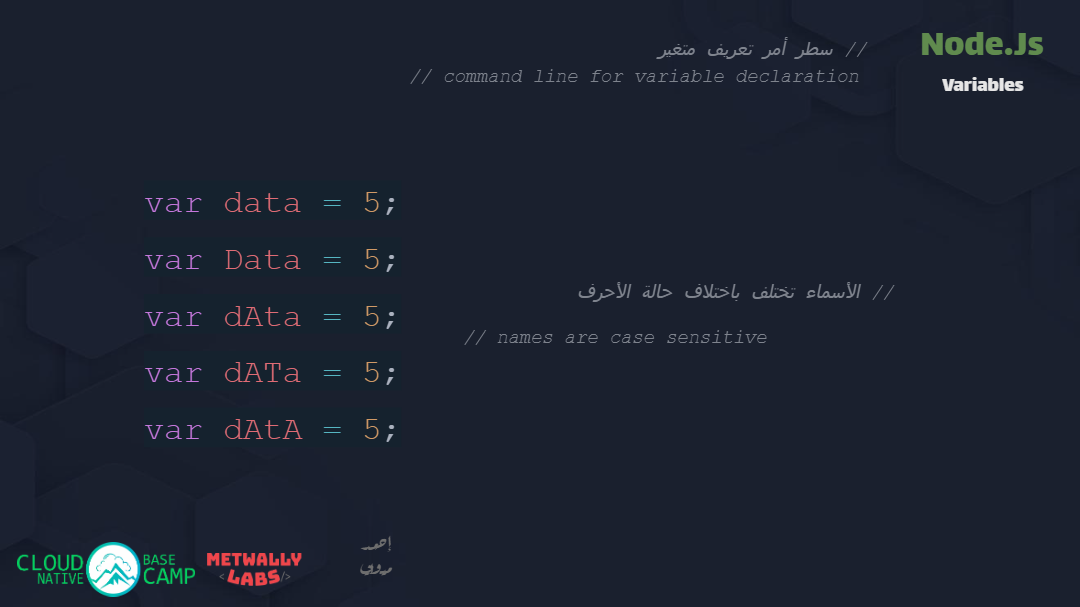 Node.Js
Variables
// سطر أمر تعريف متغير
// command line for variable declaration
var data = 5;
var Data = 5;
var dAta = 5;
var dATa = 5;
var dAtA = 5;
// الأسماء تختلف باختلاف حالة الأحرف
// names are case sensitive
CLOUD NATIVE BASE CAMP
METWALLY
<LABS/>